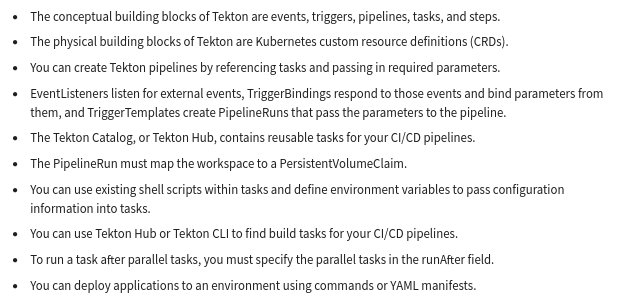 • The conceptual building blocks of Tekton are events, triggers, pipelines, tasks, and steps.
• The physical building blocks of Tekton are Kubernetes custom resource definitions (CRDs).
• You can create Tekton pipelines by referencing tasks and passing in required parameters.
• EventListeners listen for external events, TriggerBindings respond to those events and bind parameters from
them, and TriggerTemplates create PipelineRuns that pass the parameters to the pipeline.
• The Tekton Catalog, or Tekton Hub, contains reusable tasks for your CI/CD pipelines.
• The PipelineRun must map the workspace to a PersistentVolumeClaim.
• You can use existing shell scripts within tasks and define environment variables to pass configuration
information into tasks.
• You can use Tekton Hub or Tekton CLI to find build tasks for your CI/CD pipelines.
• To run a task after parallel tasks, you must specify the parallel tasks in the runAfter field.
• You can deploy applications to an environment using commands or YAML manifests.